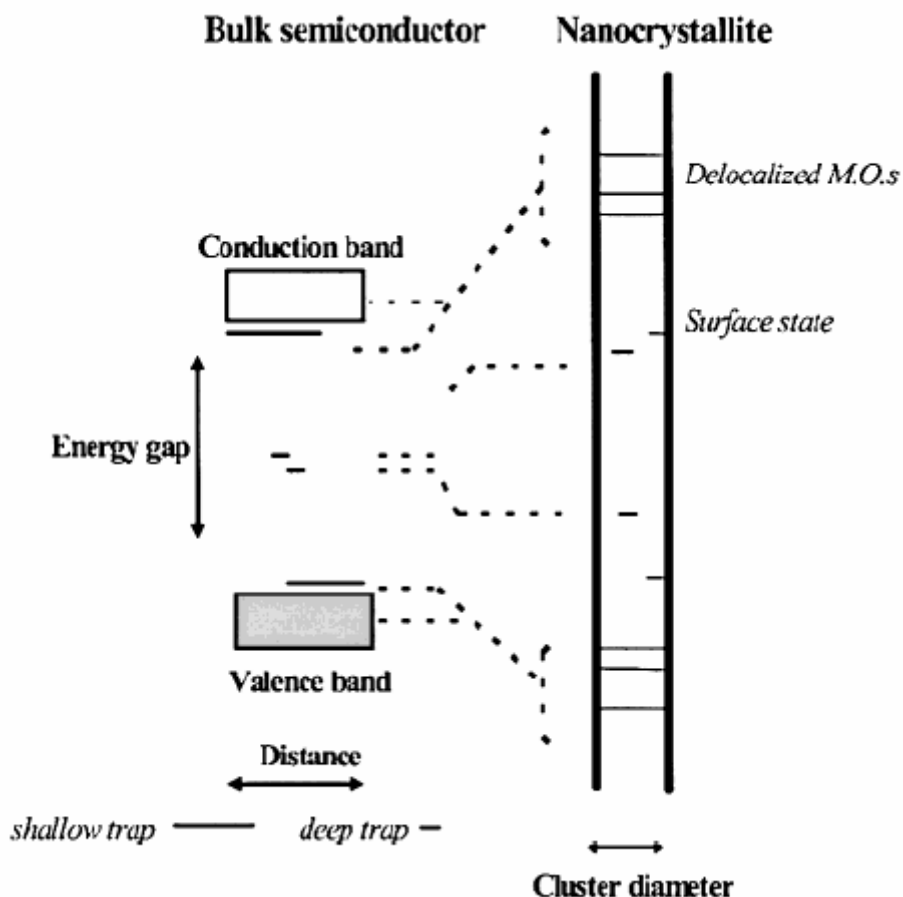 Bulk semiconductor
Nanocrystallite
Delocalized M.O.s
Conduction band
Surface state
Energy gap
Valence band
Distance
shallow trap
deep trap
Cluster diameter